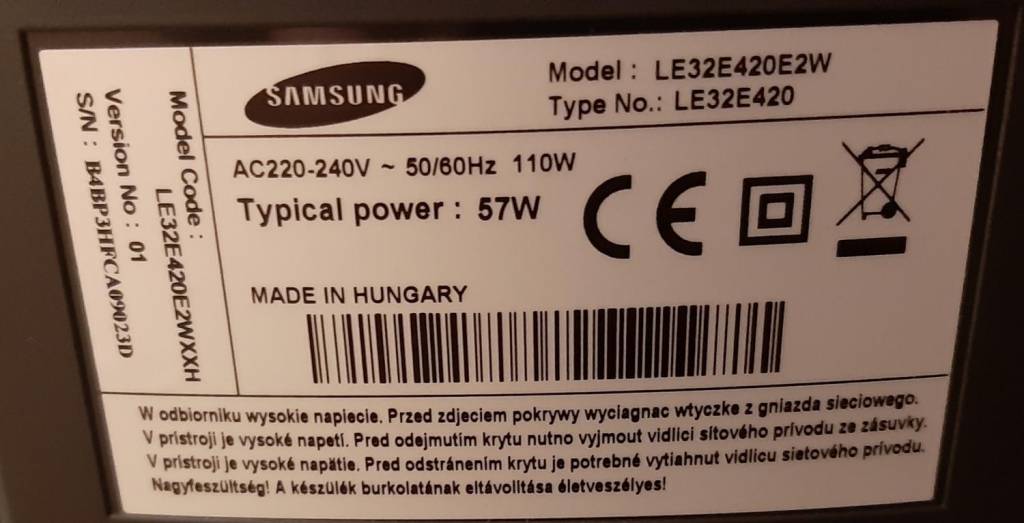 SAMSUNG
Model : LE32E420E2W
Type No.: LE32E420
AC220-240V ~ 50/60Hz 110W
Typical power : 57W
MADE IN HUNGARY
Model Code :
LE32E420E2WXXH
Version No : 01
S/N : B4BP3HFCA09023D
W odbiorniku wysokie napiecie. Przed zdjeciem pokrywy wyciagnac wtyczke z gniazda sieciowego.
V prístroji je vysoké napetí. Pred odejmutím krytu nutno vyjmout vidlici sítového prívodu ze zásuvky.
V prístroji je vysoké napätie. Pred odstránením krytu je potrebné vytiahnut vidlicu sietového prívodu.
Nagyfeszültség! A készülék burkolatának eltávolítása életveszélyes!